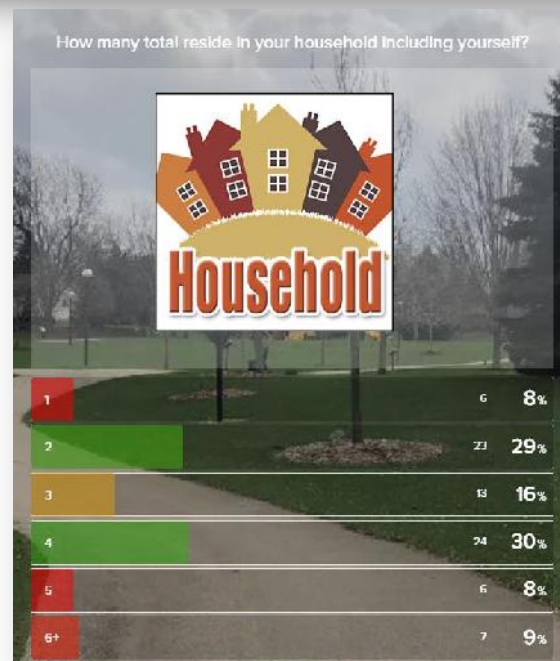 How many total reside in your household including yourself?
Household
1 6 8%
2 23 29%
3 13 16%
4 24 30%
5 6 8%
6+ 7 9%